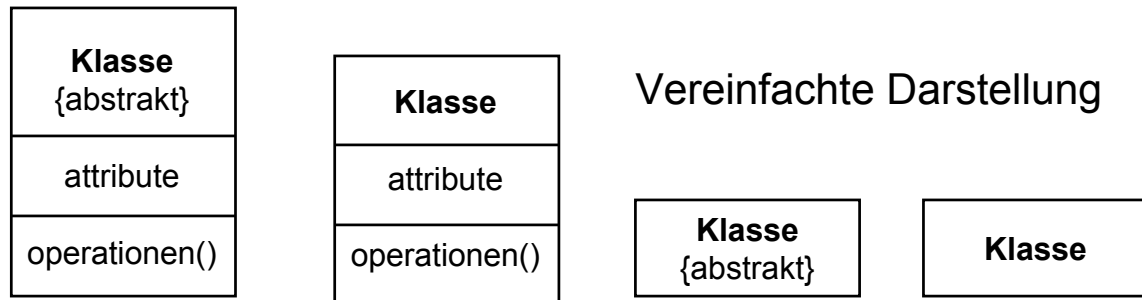 Klasse
{abstrakt}
attribute
operationen()
Klasse
attribute
operationen()
Vereinfachte Darstellung
Klasse
{abstrakt}
Klasse